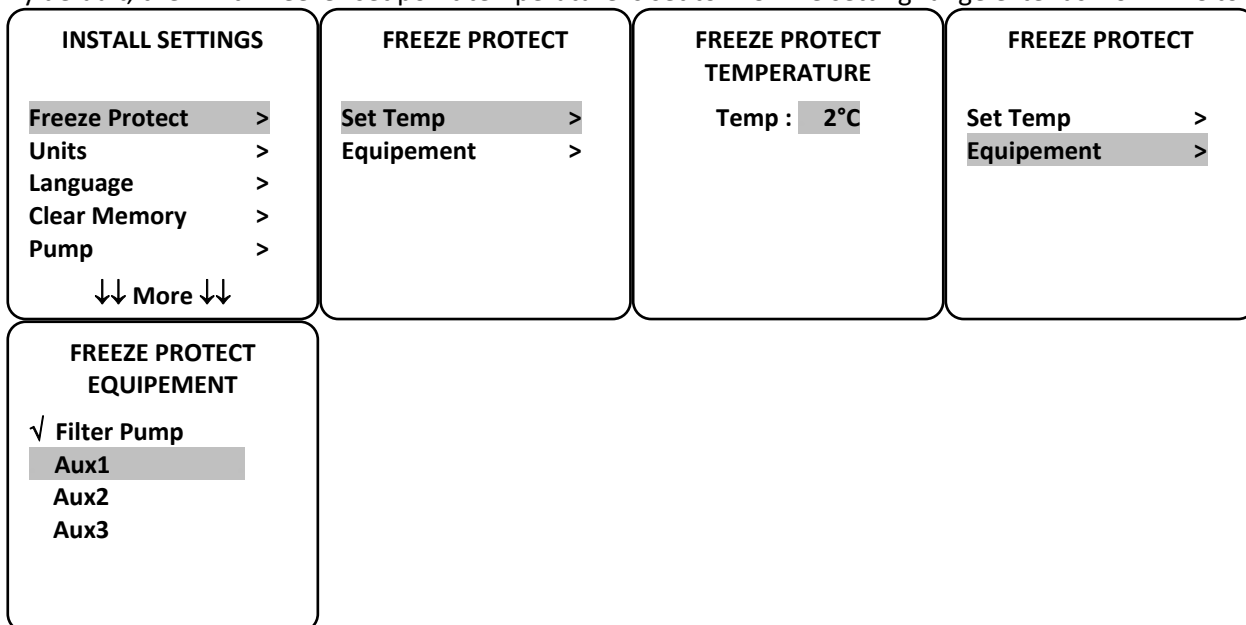 INSTALL SETTINGS
Freeze Protect >
Units >
Language >
Clear Memory >
Pump >
↓↓ More ↓↓
FREEZE PROTECT
Set Temp >
Equipement >
FREEZE PROTECT
TEMPERATURE
Temp : 2°C
FREEZE PROTECT
Set Temp >
Equipement >
FREEZE PROTECT
EQUIPEMENT
√ Filter Pump
Aux1
Aux2
Aux3